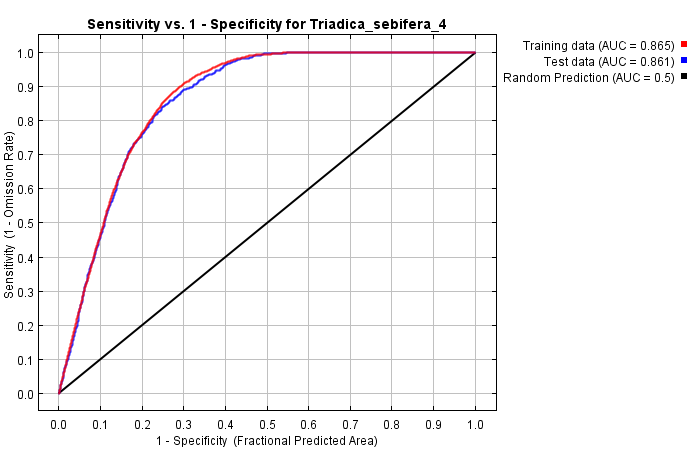 Sensitivity vs. 1 - Specificity for Triadica_sebifera_4
Training data (AUC = 0.865)
Test data (AUC = 0.861)
Random Prediction (AUC = 0.5)
Sensitivity (1 - Omission Rate)
1.0
0.9
0.8
0.7
0.6
0.5
0.4
0.3
0.2
0.1
0.0
0.0 0.1 0.2 0.3 0.4 0.5 0.6 0.7 0.8 0.9 1.0
1 - Specificity (Fractional Predicted Area)